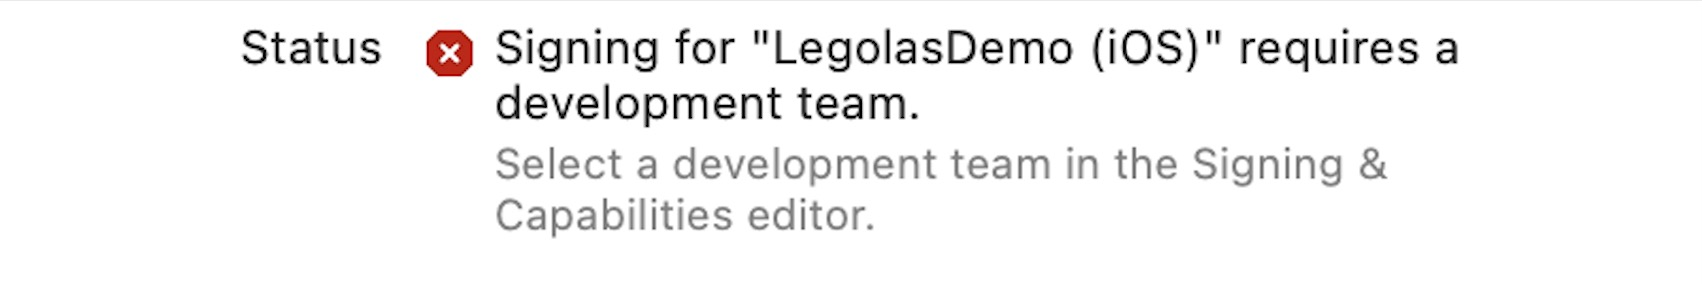 Status
Signing for "LegolasDemo (iOS)" requires a
development team.
Select a development team in the Signing &
Capabilities editor.